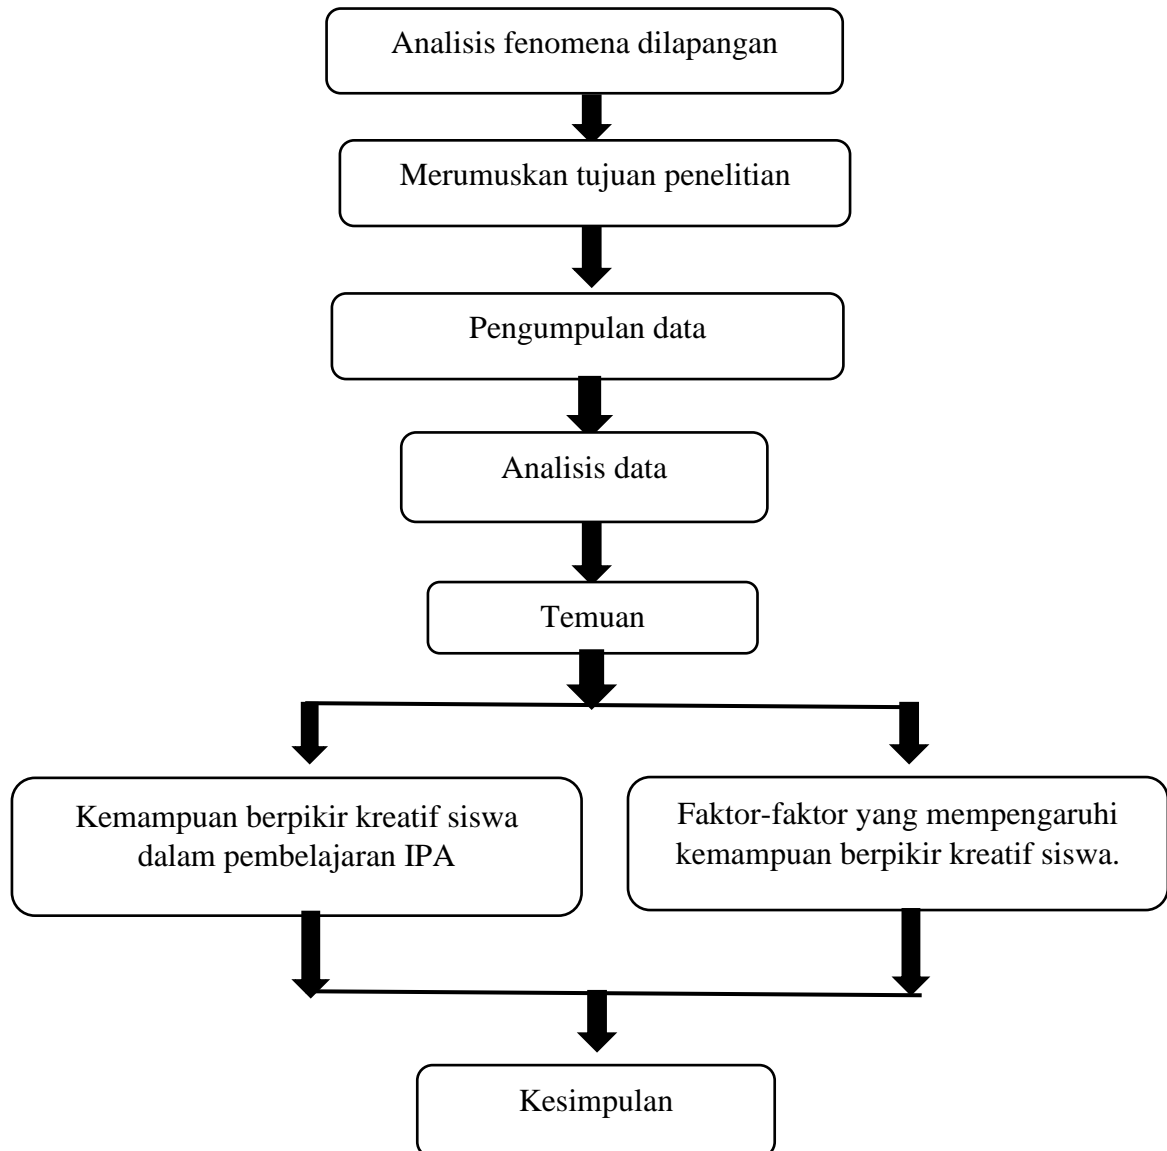 Analisis fenomena dilapangan
Merumuskan tujuan penelitian
Pengumpulan data
Analisis data
Temuan
Kemampuan berpikir kreatif siswa
dalam pembelajaran IPA
Faktor-faktor yang mempengaruhi
kemampuan berpikir kreatif siswa.
Kesimpulan